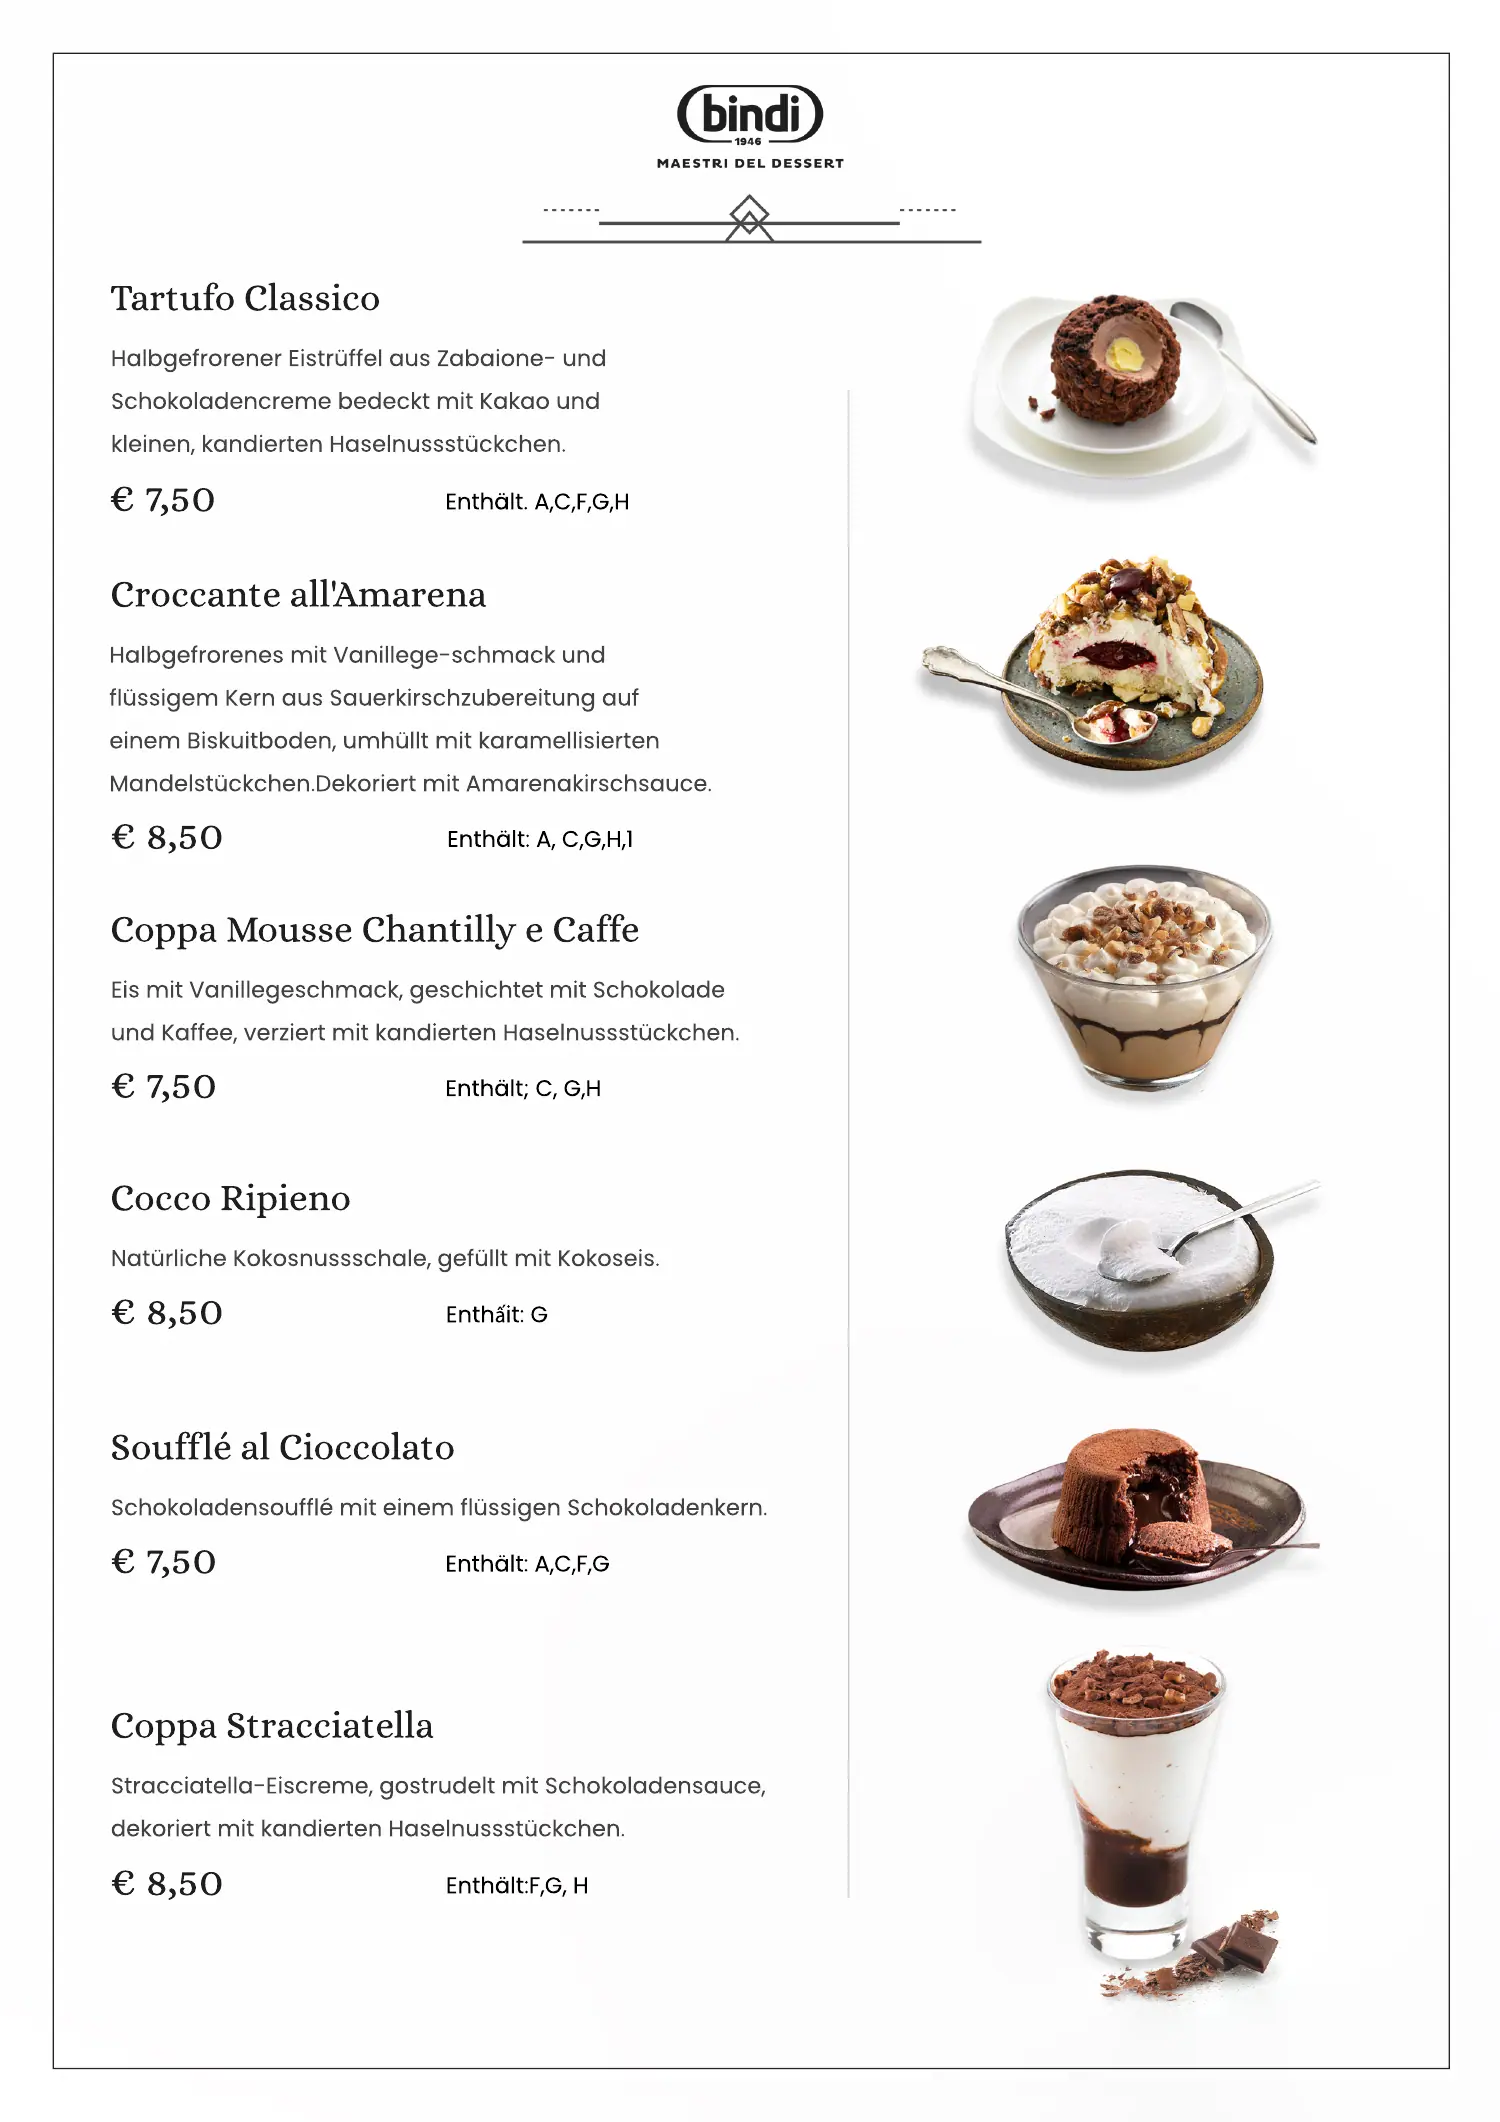 bindi
1946
MAESTRI DEL DESSERT
Tartufo Classico
Halbgefrorener Eistrüffel aus Zabaione- und
Schokoladencreme bedeckt mit Kakao und
kleinen, kandierten Haselnussstückchen.
€ 7,50 Enthält. A,C,F,G,H
Croccante all'Amarena
Halbgefrorenes mit Vanillege-schmack und
flüssigem Kern aus Sauerkirschzubereitung auf
einem Biskuitboden, umhüllt mit karamellisierten
Mandelstückchen.Dekoriert mit Amarenakirschsauce.
€ 8,50 Enthält: A, C,G,H,1
Coppa Mousse Chantilly e Caffe
Eis mit Vanillegeschmack, geschichtet mit Schokolade
und Kaffee, verziert mit kandierten Haselnussstückchen.
€ 7,50 Enthält; C, G,H
Cocco Ripieno
Natürliche Kokosnussschale, gefüllt mit Kokoseis.
€ 8,50 Enthấit: G
Soufflé al Cioccolato
Schokoladensoufflé mit einem flüssigen Schokoladenkern.
€ 7,50 Enthält: A,C,F,G
Coppa Stracciatella
Stracciatella-Eiscreme, gostrudelt mit Schokoladensauce,
dekoriert mit kandierten Haselnussstückchen.
€ 8,50 Enthält:F,G, H